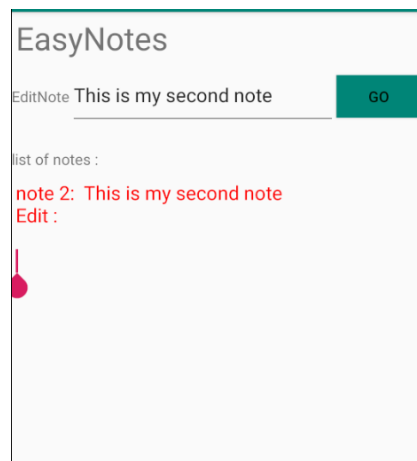 EasyNotes
EditNote This is my second note GO
list of notes :
note 2:  This is my second note
Edit :